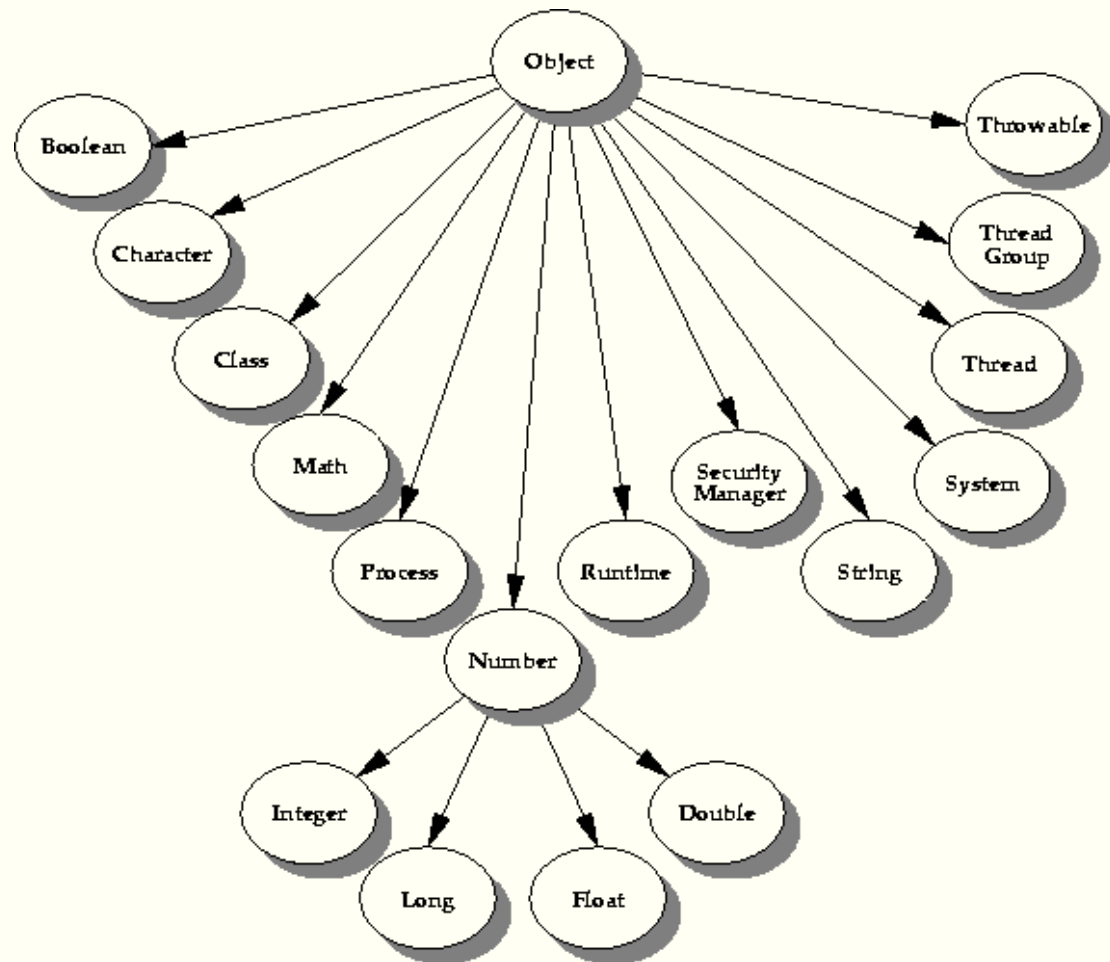 Object
Boolean
Throwable
Character
Thread
Group
Class
Thread
Math
Security
Manager
System
Process
Runtime
String
Number
Integer
Double
Long
Float